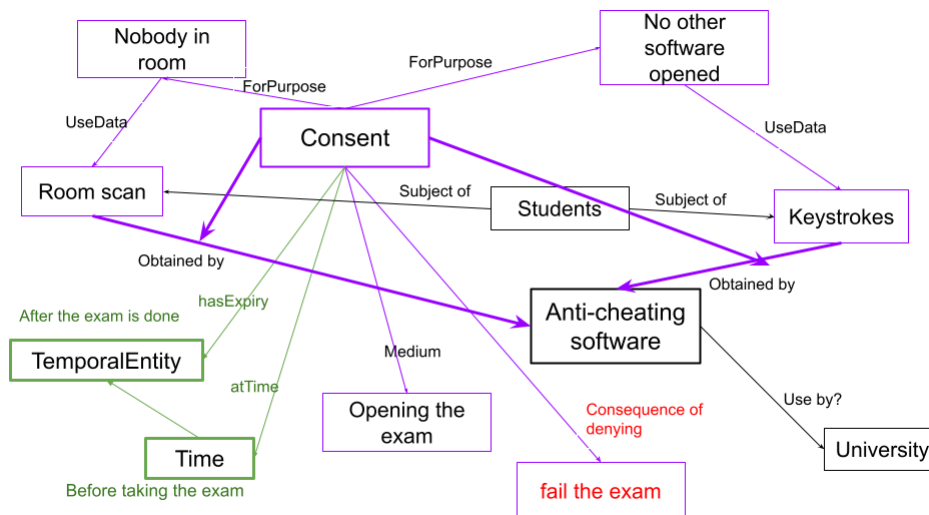 Nobody in
room
No other
software
opened
ForPurpose
ForPurpose
UseData
UseData
Consent
Room scan
Subject of
Students
Subject of
Keystrokes
Obtained by
Obtained by
hasExpiry
After the exam is done
Anti-cheating
software
TemporalEntity
Medium
atTime
Opening the
exam
Consequence of
denying
Use by?
University
Time
Before taking the exam
fail the exam